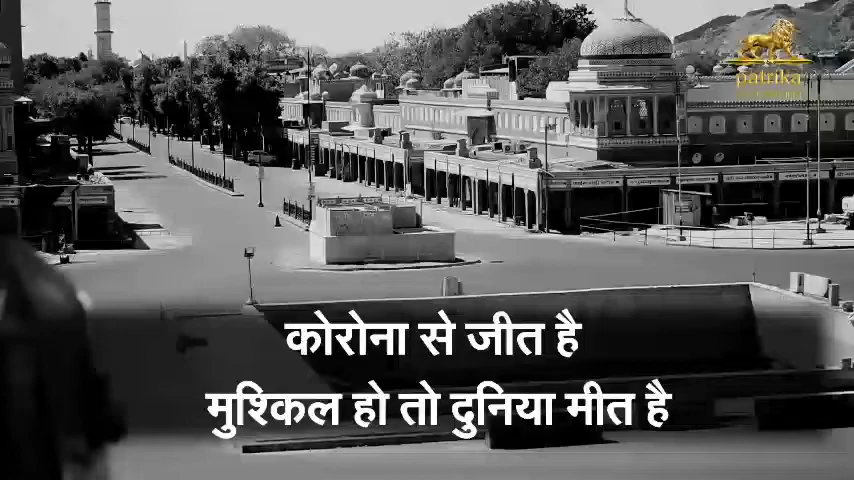 patrika
कोरोना से जीत है
मुश्किल हो तो दुनिया मीत है